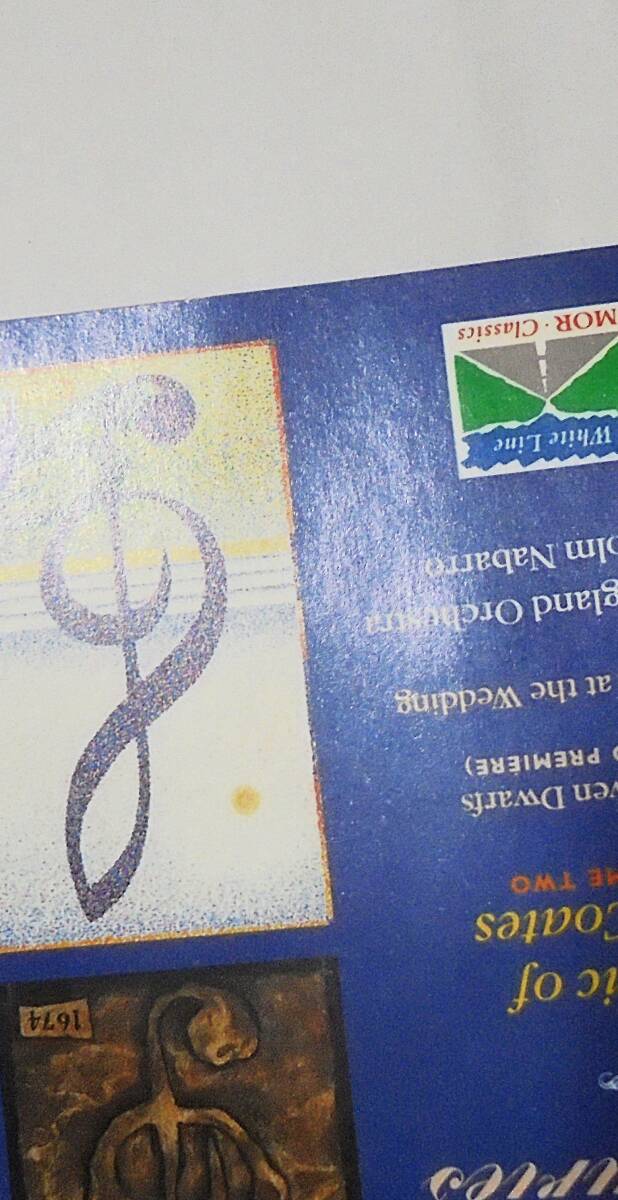 uries
ic of
Coates
ME TWO
ven Dwarfs
PREMIÈRE)
at the Wedding
gland Orchestra
olm Nabarro
White Line
MOR · Classics
1674